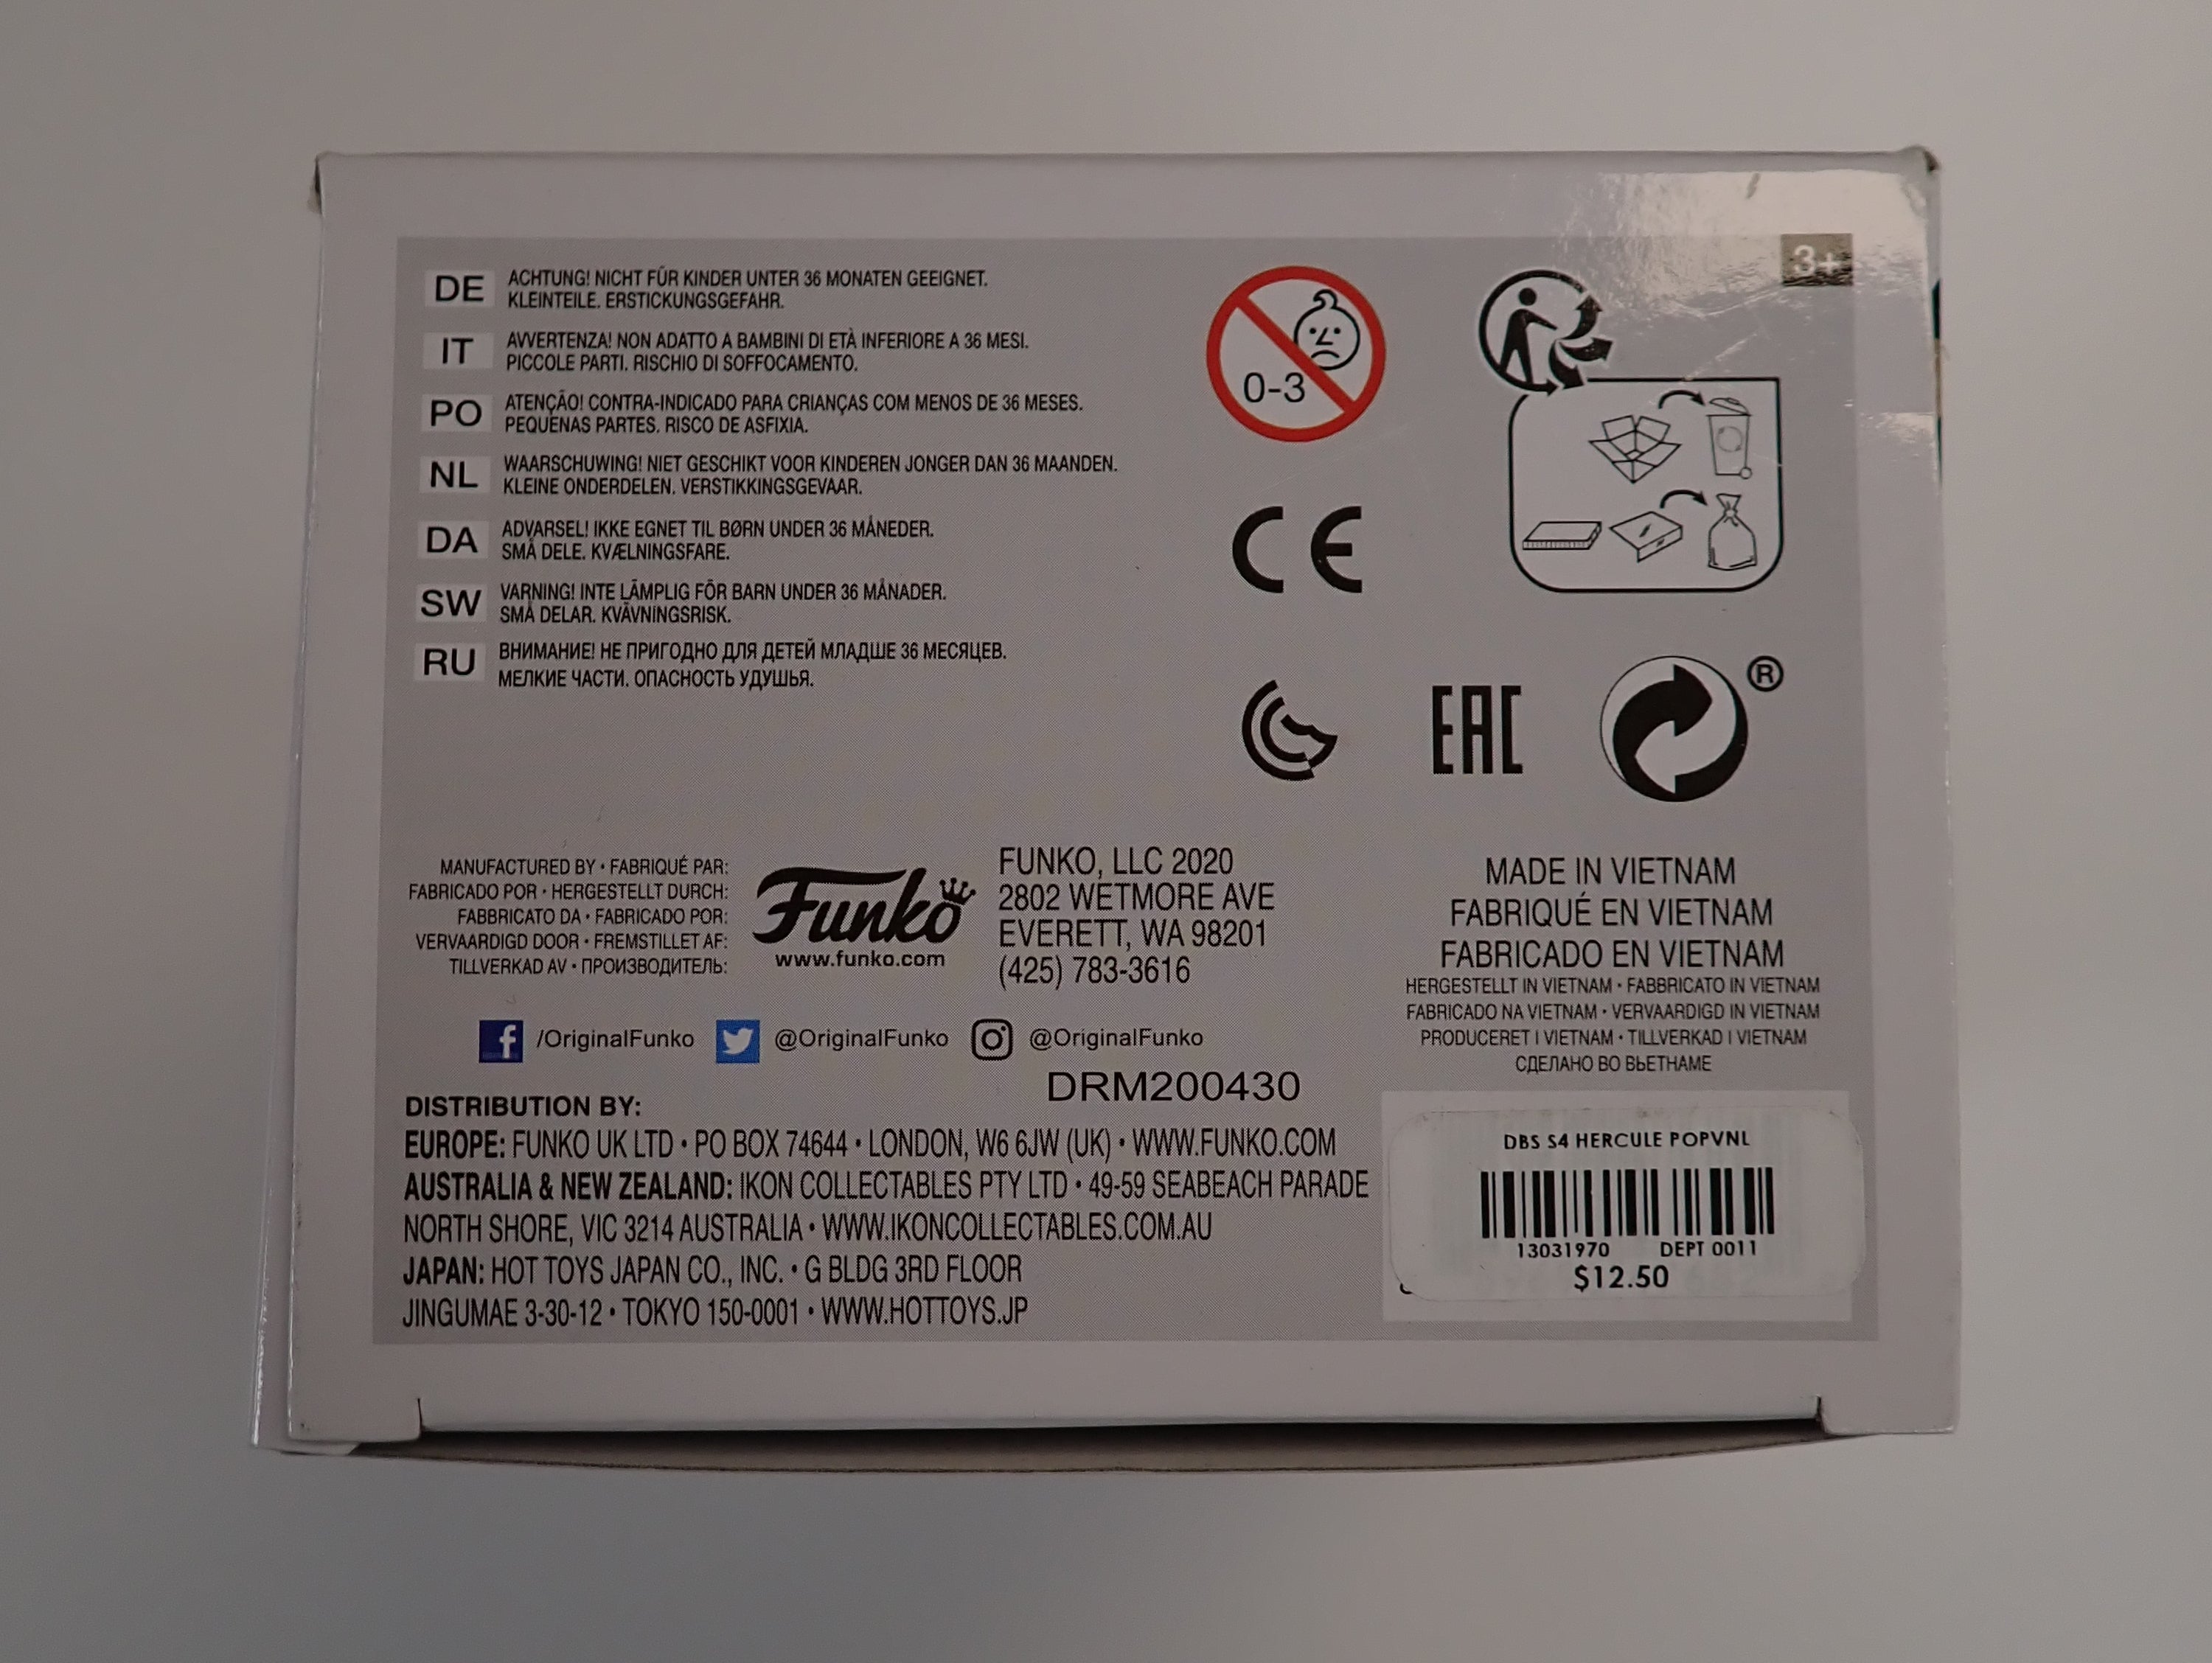 3+
DE
ACHTUNG! NICHT FÜR KINDER UNTER 36 MONATEN GEEIGNET.
KLEINTEILE. ERSTICKUNGSGEFAHR.
IT
AVVERTENZA! NON ADATTO A BAMBINI DI ETÀ INFERIORE A 36 MESI.
PICCOLE PARTI. RISCHIO DI SOFFOCAMENTO.
PO
ATENÇÃO! CONTRA-INDICADO PARA CRIANÇAS COM MENOS DE 36 MESES.
PEQUENAS PARTES. RISCO DE ASFIXIA.
NL
WAARSCHUWING! NIET GESCHIKT VOOR KINDEREN JONGER DAN 36 MAANDEN.
KLEINE ONDERDELEN. VERSTIKKINGSGEVAAR.
DA
ADVARSEL! IKKE EGNET TIL BØRN UNDER 36 MÅNEDER.
SMÅ DELE. KVÆLNINGSFARE.
SW
VARNING! INTE LÄMPLIG FÖR BARN UNDER 36 MÅNADER.
SMÅ DELAR. KVÄVNINGSRISK.
RU
ВНИМАНИЕ! НЕ ПРИГОДНО ДЛЯ ДЕТЕЙ МЛАДШЕ 36 МЕСЯЦЕВ.
МЕЛКИЕ ЧАСТИ. ОПАСНОСТЬ УДУШЬЯ.
0-3
CE
EAC
®
MANUFACTURED BY • FABRIQUÉ PAR:
FABRICADO POR • HERGESTELLT DURCH:
FABBRICATO DA • FABRICADO POR:
VERVAARDIGD DOOR • FREMSTILLET AF:
TILLVERKAD AV • ПРОИЗВОДИТЕЛЬ:
Funko
www.funko.com
FUNKO, LLC 2020
2802 WETMORE AVE
EVERETT, WA 98201
(425) 783-3616
MADE IN VIETNAM
FABRIQUÉ EN VIETNAM
FABRICADO EN VIETNAM
HERGESTELLT IN VIETNAM • FABBRICATO IN VIETNAM
FABRICADO NA VIETNAM • VERVAARDIGD IN VIETNAM
PRODUCERET I VIETNAM • TILLVERKAD I VIETNAM
СДЕЛАНО ВО ВЬЕТНАМЕ
f /OriginalFunko @OriginalFunko @OriginalFunko
DRM200430
DISTRIBUTION BY:
EUROPE: FUNKO UK LTD • PO BOX 74644 • LONDON, W6 6JW (UK) • WWW.FUNKO.COM
AUSTRALIA & NEW ZEALAND: IKON COLLECTABLES PTY LTD • 49-59 SEABEACH PARADE
NORTH SHORE, VIC 3214 AUSTRALIA • WWW.IKONCOLLECTABLES.COM.AU
JAPAN: HOT TOYS JAPAN CO., INC. • G BLDG 3RD FLOOR
JINGUMAE 3-30-12 • TOKYO 150-0001 • WWW.HOTTOYS.JP
DBS S4 HERCULE POPVNL
13031970 DEPT 0011
$12.50